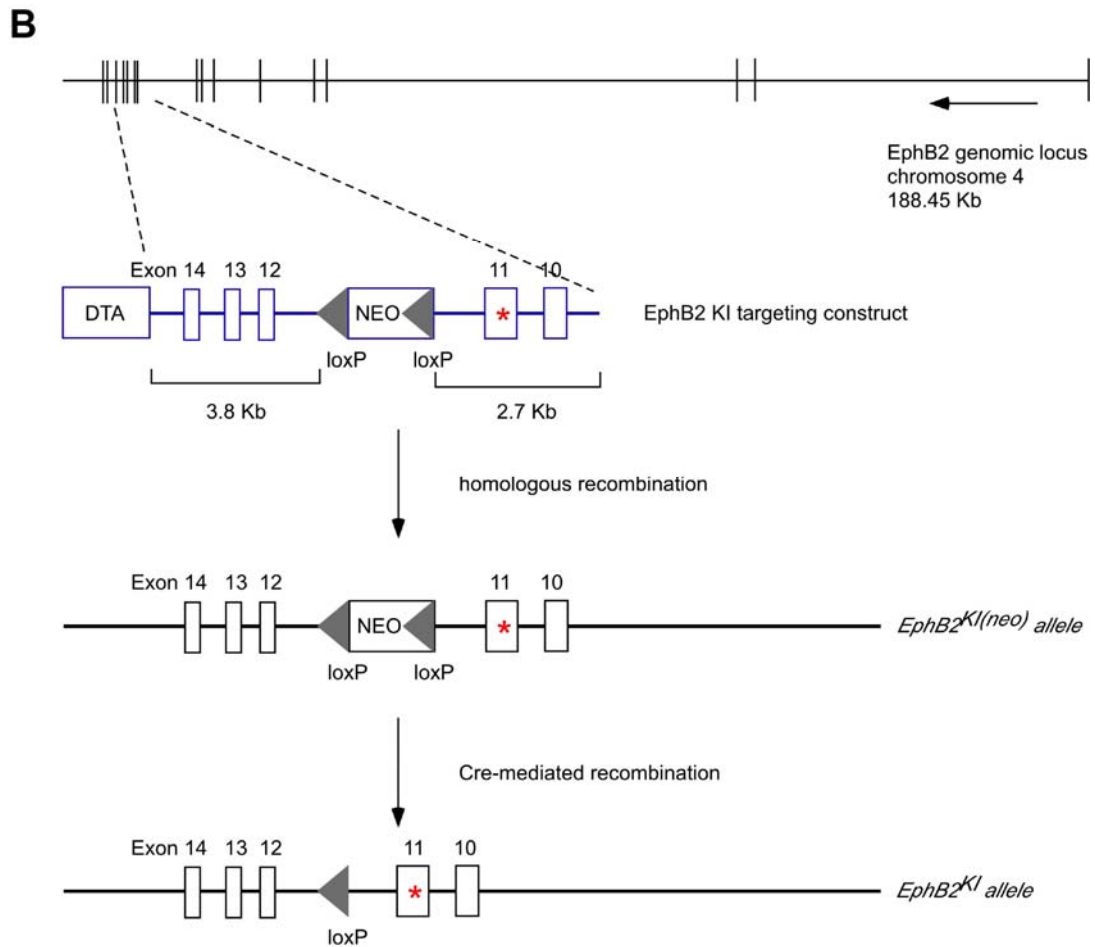 B
EphB2 genomic locus
chromosome 4
188.45 Kb
Exon 14 13 12 11 10
DTA NEO * EphB2 KI targeting construct
loxP loxP
3.8 Kb 2.7 Kb
homologous recombination
Exon 14 13 12 11 10
NEO * EphB2KI(neo) allele
loxP loxP
Cre-mediated recombination
Exon 14 13 12 11 10
* EphB2KI allele
loxP